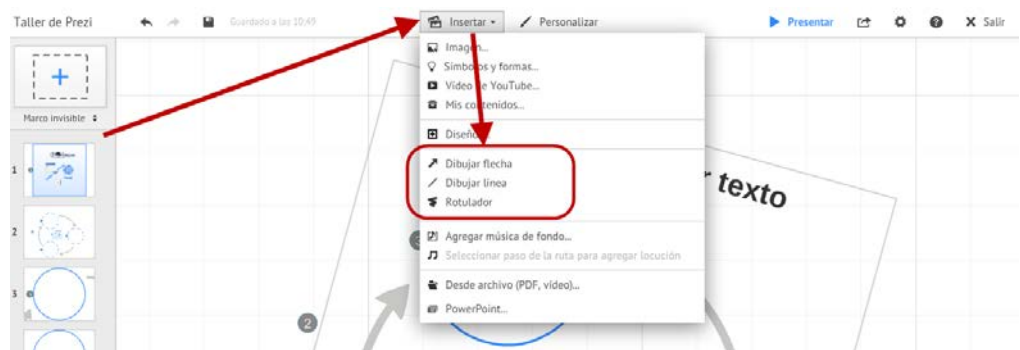 Taller de Prezi Guardado a las 10:49 Insertar Personalizar Presentar Salir
Imagen...
Símbolos y formas...
Vídeo de YouTube...
Mis contenidos...
Marco invisible
Diseño
Dibujar flecha
Dibujar línea
Rotulador
texto
1
2
3
Agregar música de fondo...
Seleccionar paso de la ruta para agregar locución
Desde archivo (PDF, vídeo)...
PowerPoint...
2